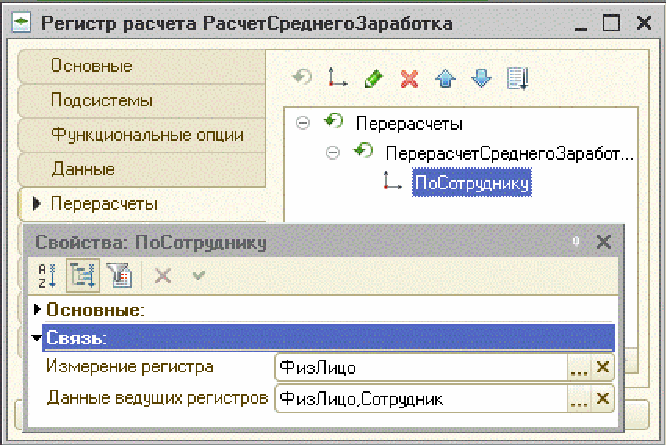 Регистр расчета РасчетСреднегоЗаработка
Основные
Подсистемы
Функциональные опции
Данные
Перерасчеты
Перерасчеты
ПерерасчетСреднегоЗаработ...
ПоСотруднику
Свойства: ПоСотруднику
Основные:
Связь:
Измерение регистра ФизЛицо ...
Данные ведущих регистров ФизЛицо,Сотрудник ...